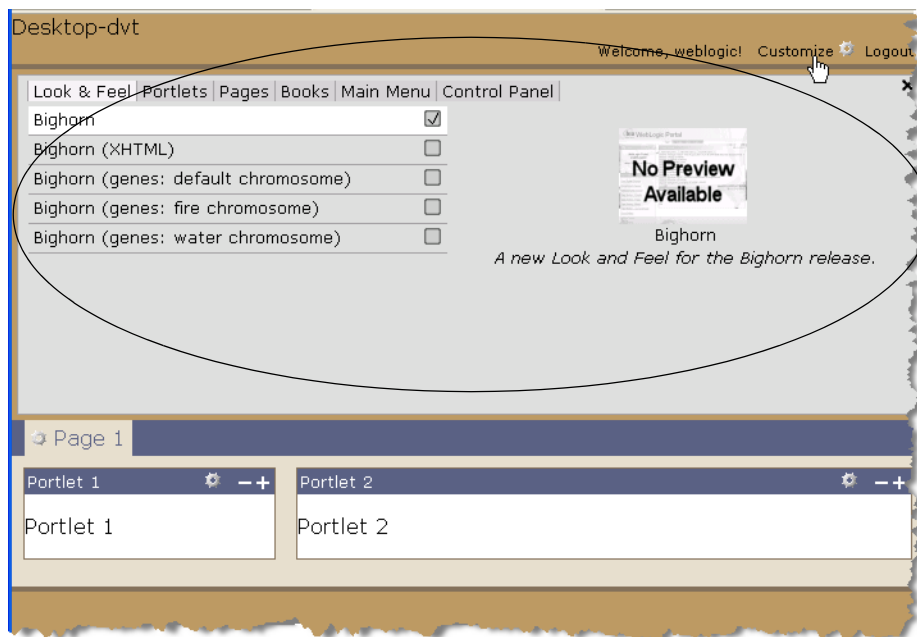 Desktop-dvt
Welcome, weblogic! Customize Logout
Look & Feel Portlets Pages Books Main Menu Control Panel
Bighorn
Bighorn (XHTML)
Bighorn (genes: default chromosome)
Bighorn (genes: fire chromosome)
Bighorn (genes: water chromosome)
WebLogic Portal
No Preview
Available
Bighorn
A new Look and Feel for the Bighorn release.
Page 1
Portlet 1
Portlet 2
Portlet 1
Portlet 2